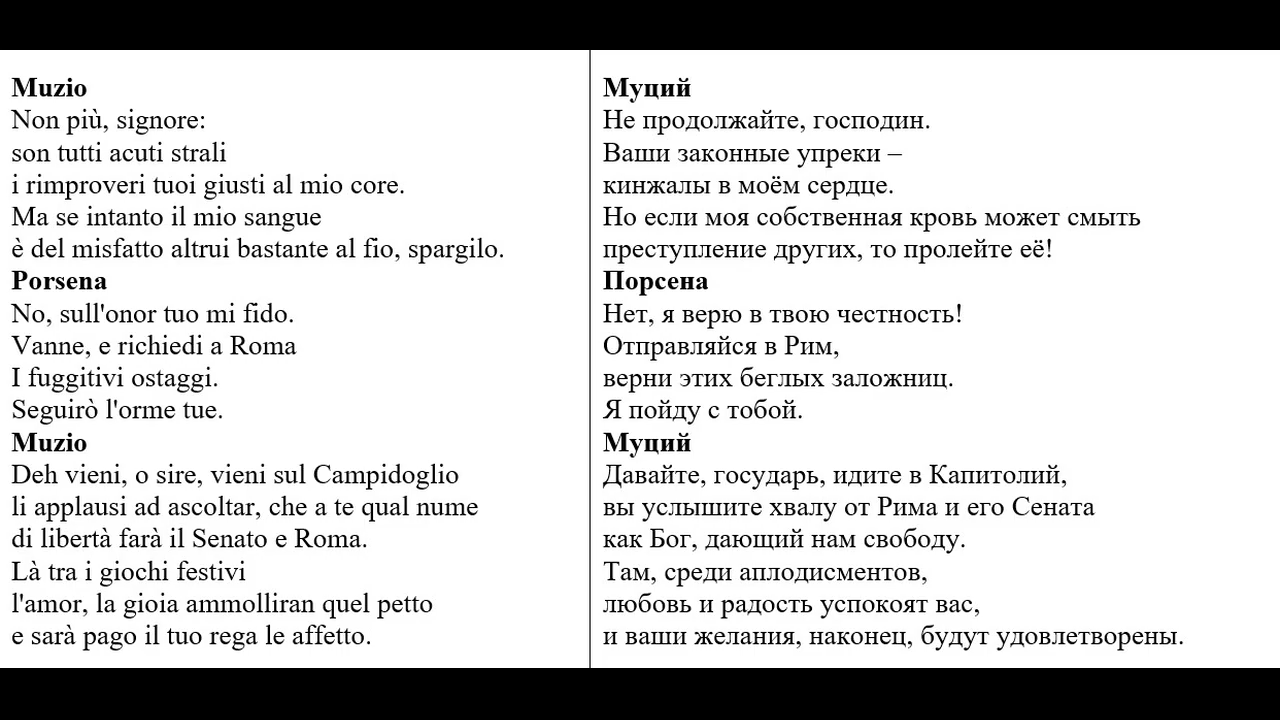 Muzio
Non più, signore:
son tutti acuti strali
i rimproveri tuoi giusti al mio core.
Ma se intanto il mio sangue
è del misfatto altrui bastante al fio, spargilo.
Porsena
No, sull'onor tuo mi fido.
Vanne, e richiedi a Roma
I fuggitivi ostaggi.
Seguirò l'orme tue.
Muzio
Deh vieni, o sire, vieni sul Campidoglio
li applausi ad ascoltar, che a te qual nume
di libertà farà il Senato e Roma.
Là tra i giochi festivi
l'amor, la gioia ammolliran quel petto
e sarà pago il tuo rega le affetto.
Муций
Не продолжайте, господин.
Ваши законные упреки –
кинжалы в моём сердце.
Но если моя собственная кровь может смыть
преступление других, то пролейте её!
Порсена
Нет, я верю в твою честность!
Отправляйся в Рим,
верни этих беглых заложниц.
Я пойду с тобой.
Муций
Давайте, государь, идите в Капитолий,
вы услышите хвалу от Рима и его Сената
как Бог, дающий нам свободу.
Там, среди аплодисментов,
любовь и радость успокоят вас,
и ваши желания, наконец, будут удовлетворены.